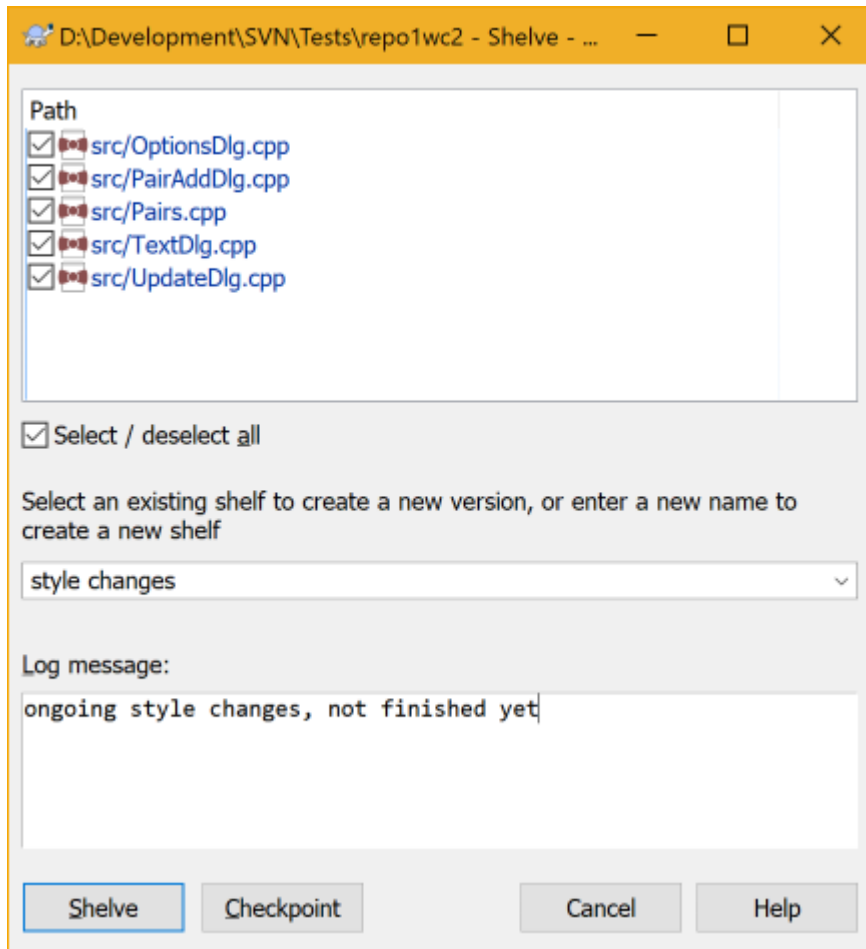 D:\Development\SVN\Tests\repo1wc2 - Shelve - ...
Path
src/OptionsDlg.cpp
src/PairAddDlg.cpp
src/Pairs.cpp
src/TextDlg.cpp
src/UpdateDlg.cpp
Select / deselect all
Select an existing shelf to create a new version, or enter a new name to
create a new shelf
style changes
Log message:
ongoing style changes, not finished yet
Shelve Checkpoint Cancel Help